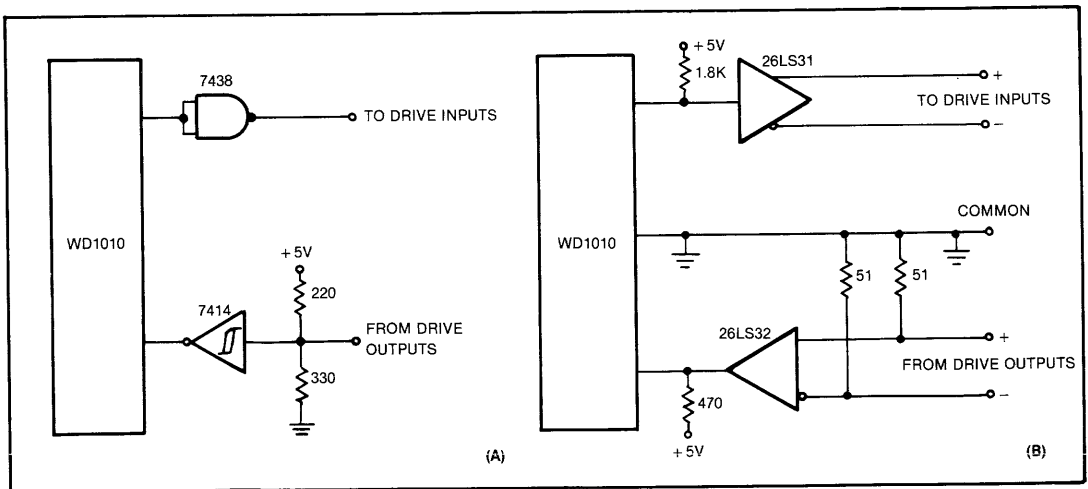 7438
TO DRIVE INPUTS
WD1010
+5V
220
7414
FROM DRIVE
OUTPUTS
330
(A)
+5V
1.8K
26LS31
+
TO DRIVE INPUTS
−
COMMON
WD1010
51
51
26LS32
+
FROM DRIVE OUTPUTS
−
470
+5V
(B)